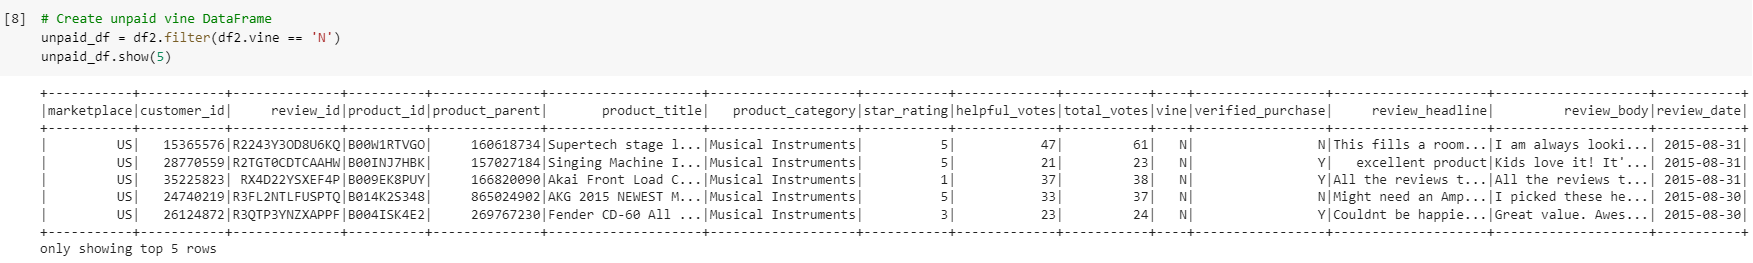 [8] # Create unpaid vine DataFrame
unpaid_df = df2.filter(df2.vine == 'N')
unpaid_df.show(5)
+-----------+-----------+--------------+----------+--------------+--------------------+-------------------+-----------+-------------+-----------+----+-----------------+--------------------+--------------------+-----------+
|marketplace|customer_id|     review_id|product_id|product_parent|       product_title|   product_category|star_rating|helpful_votes|total_votes|vine|verified_purchase|     review_headline|         review_body|review_date|
+-----------+-----------+--------------+----------+--------------+--------------------+-------------------+-----------+-------------+-----------+----+-----------------+--------------------+--------------------+-----------+
|         US|   15365576|R2243Y3OD8U6KQ|B00W1RTVGO|     160618734|Supertech stage l...|Musical Instruments|          5|           47|         61|   N|                N|This fills a room...|I am always looki...| 2015-08-31|
|         US|   28770559|R2TGT0CDTCAAHW|B00INJ7HBK|     157027184|Singing Machine I...|Musical Instruments|          5|           21|         23|   N|                Y|   excellent product|Kids love it! It'...| 2015-08-31|
|         US|   35225823| RX4D22YSXEF4P|B009EK8PUY|     166820090|Akai Front Load C...|Musical Instruments|          1|           37|         38|   N|                Y|All the reviews t...|All the reviews t...| 2015-08-31|
|         US|   24740219|R3FL2NTLFUSPTQ|B014K2S348|     865024902|AKG 2015 NEWEST M...|Musical Instruments|          5|           33|         37|   N|                N|Might need an Amp...|I picked these he...| 2015-08-30|
|         US|   26124872|R3QTP3YNZXAPPF|B004ISK4E2|     269767230|Fender CD-60 All ...|Musical Instruments|          3|           23|         24|   N|                Y|Couldnt be happie...|Great value. Awes...| 2015-08-30|
+-----------+-----------+--------------+----------+--------------+--------------------+-------------------+-----------+-------------+-----------+----+-----------------+--------------------+--------------------+-----------+
only showing top 5 rows